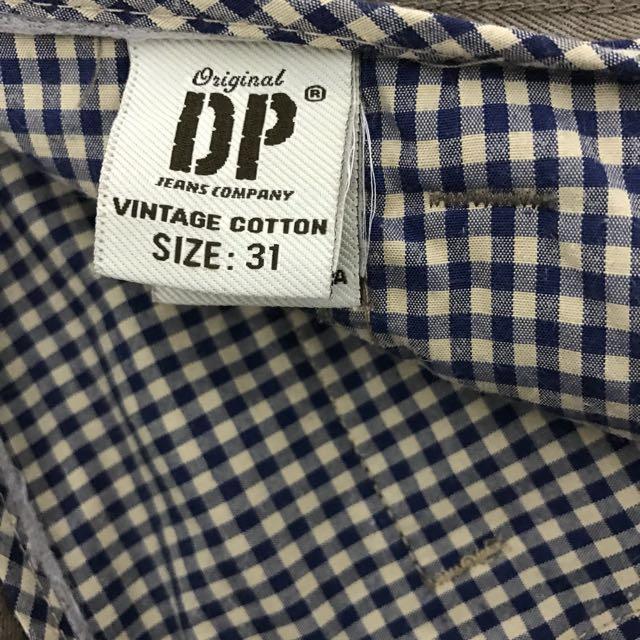 Original
DP®
JEANS COMPANY
VINTAGE COTTON
SIZE: 31